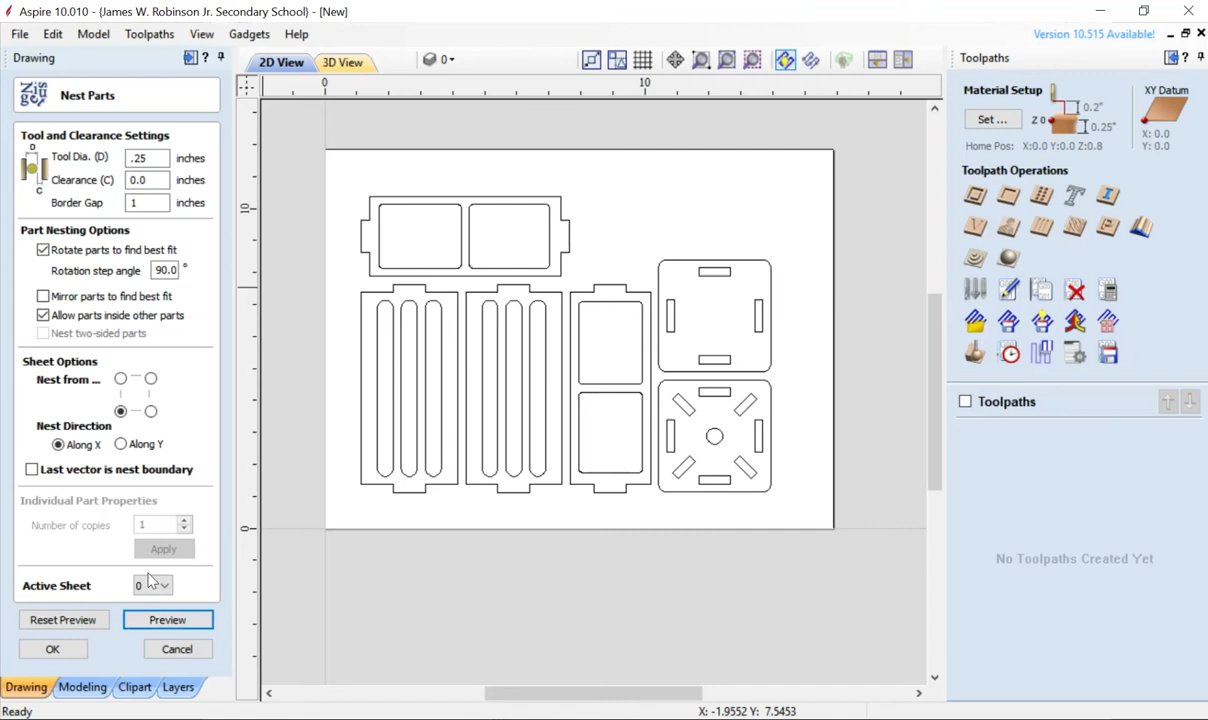 Aspire 10.010 - {James W. Robinson Jr. Secondary School} - [New]
File Edit Model Toolpaths View Gadgets Help
Version 10.515 Available!
Drawing
?
2D View
3D View
0
Toolpaths
?
Nest Parts
0
10
Material Setup
XY Datum
Set ...
Z 0
0.2"
0.25"
X: 0.0
Y: 0.0
Home Pos: X:0.0 Y:0.0 Z:0.8
Tool and Clearance Settings
D
Tool Dia. (D) .25 inches
Clearance (C) 0.0 inches
C
Border Gap 1 inches
Toolpath Operations
Part Nesting Options
Rotate parts to find best fit
Rotation step angle 90.0 °
Mirror parts to find best fit
Allow parts inside other parts
Nest two-sided parts
Sheet Options
Nest from ...
Nest Direction
Along X Along Y
Last vector is nest boundary
Individual Part Properties
Number of copies 1
Apply
Active Sheet 0
Reset Preview Preview
OK Cancel
Drawing Modeling Clipart Layers
10
0
Toolpaths
No Toolpaths Created Yet
Ready
X: -1.9552 Y: 7.5453